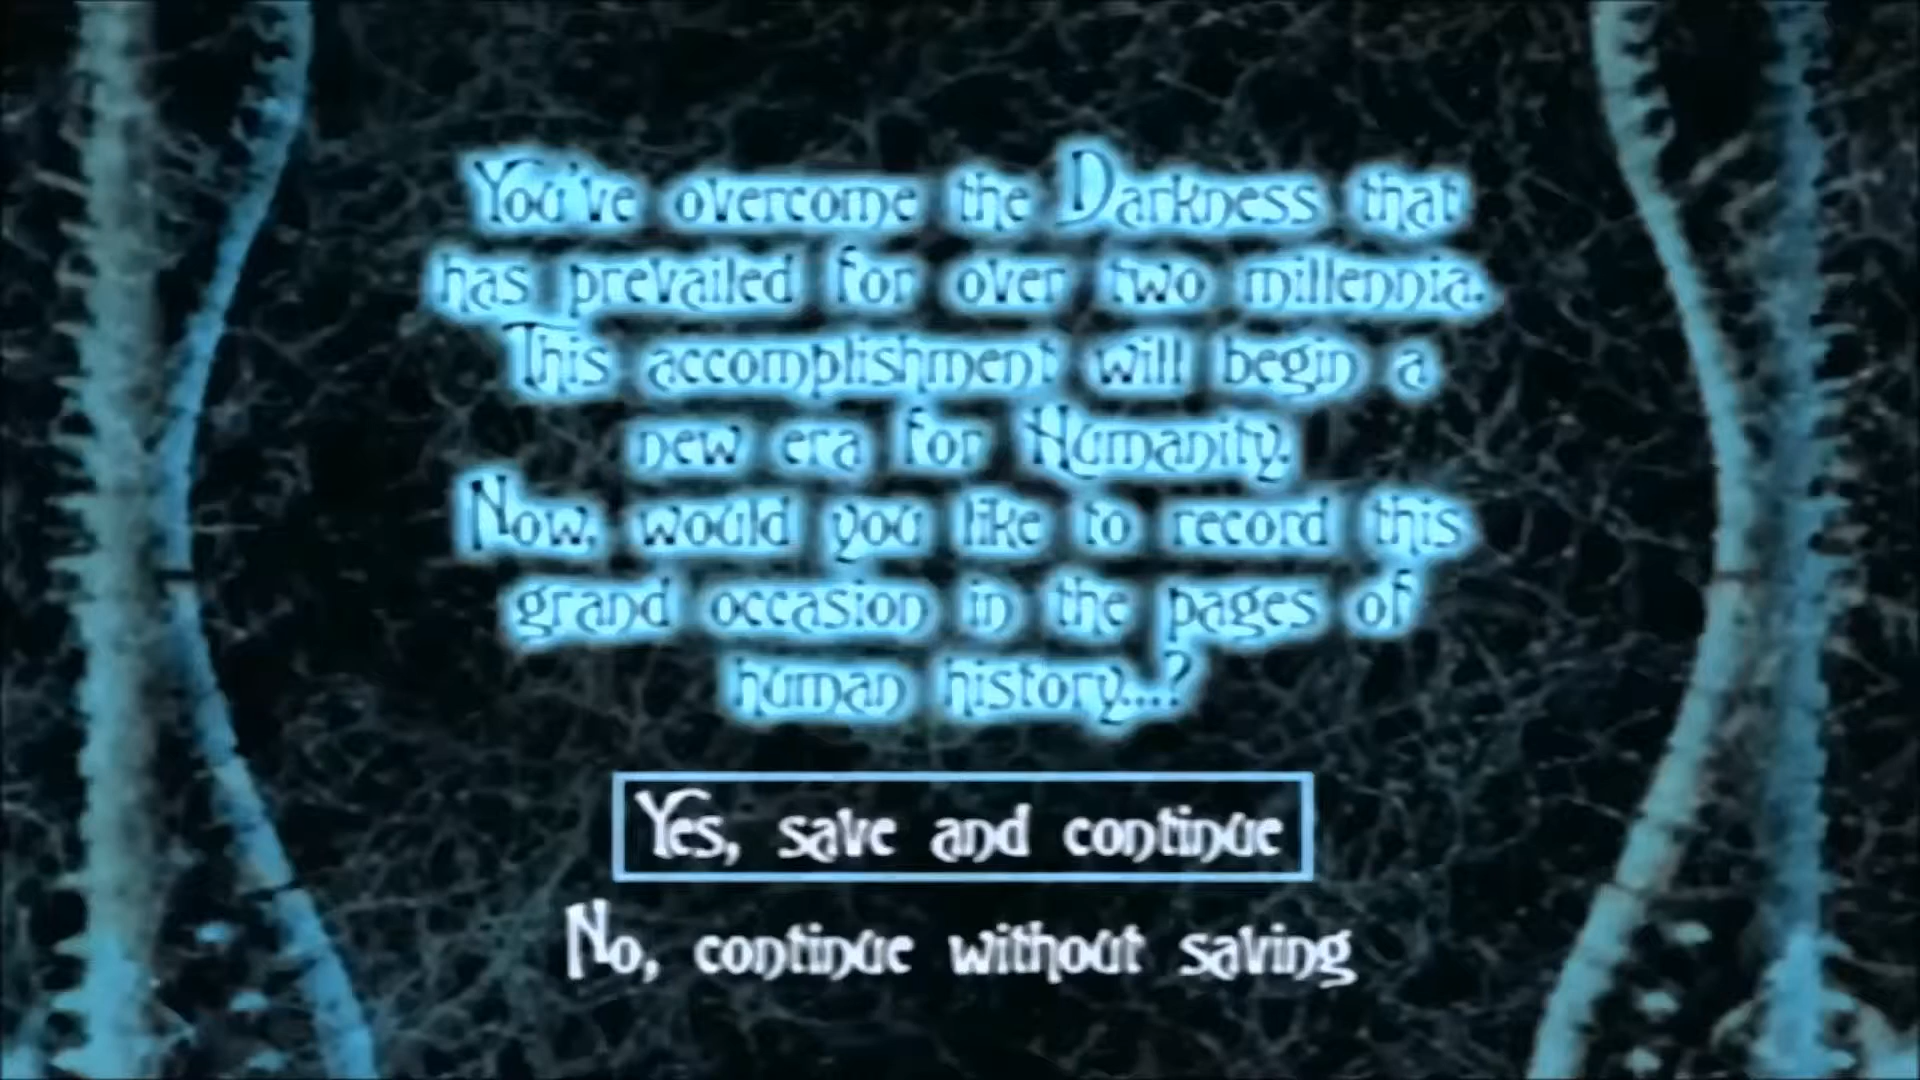 You've overcome the Darkness that
has prevailed for over two millennia.
This accomplishment will begin a
new era for Humanity.
Now, would you like to record this
grand occasion in the pages of
human history...?
Yes, save and continue
No, continue without saving